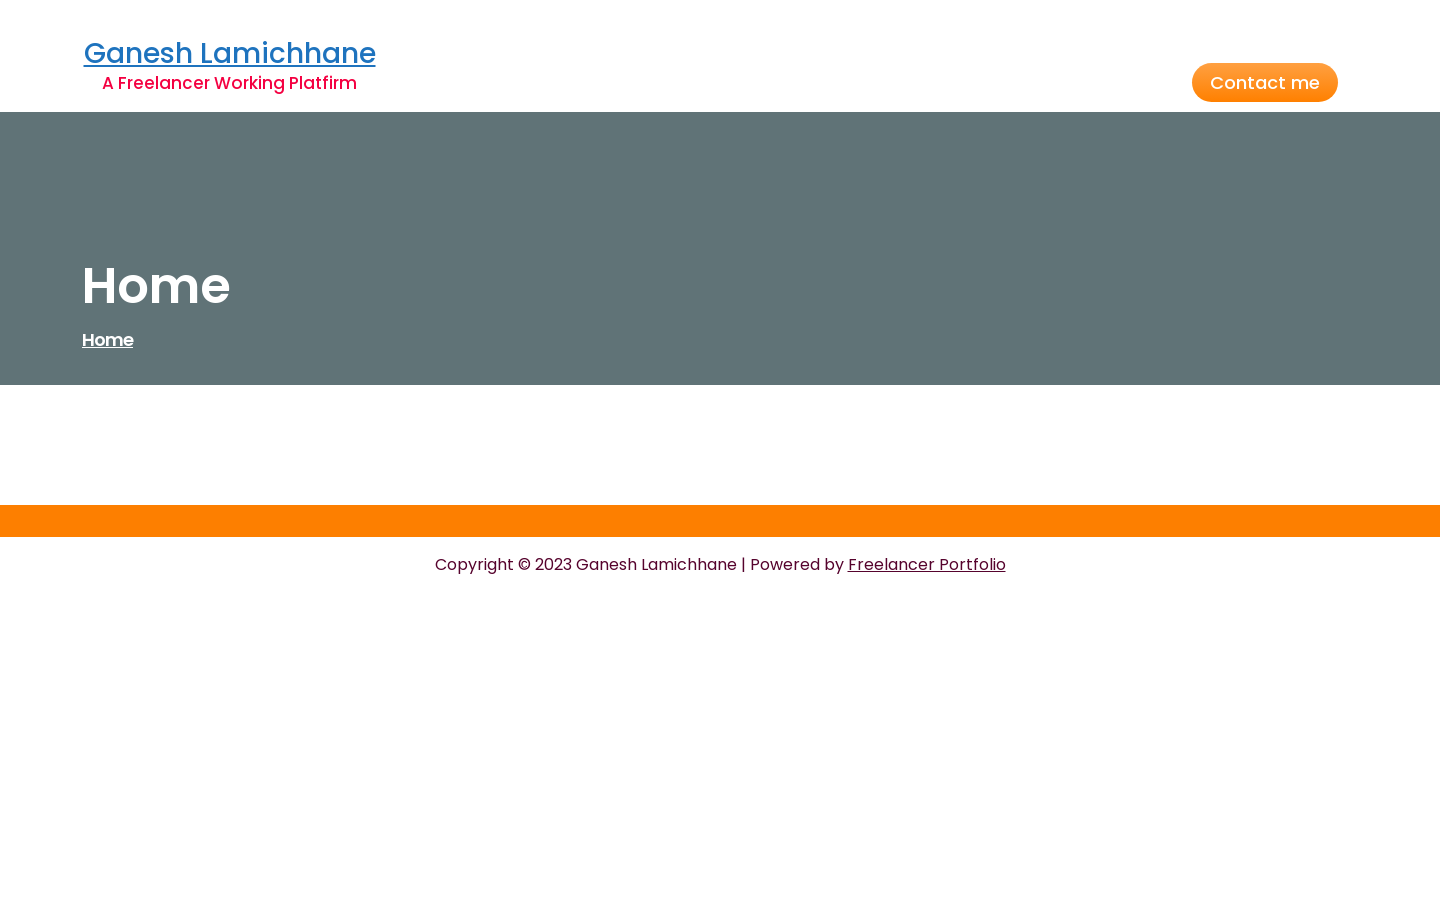 Ganesh Lamichhane
A Freelancer Working Platfirm
Contact me
Home
Home
Copyright © 2023 Ganesh Lamichhane | Powered by Freelancer Portfolio